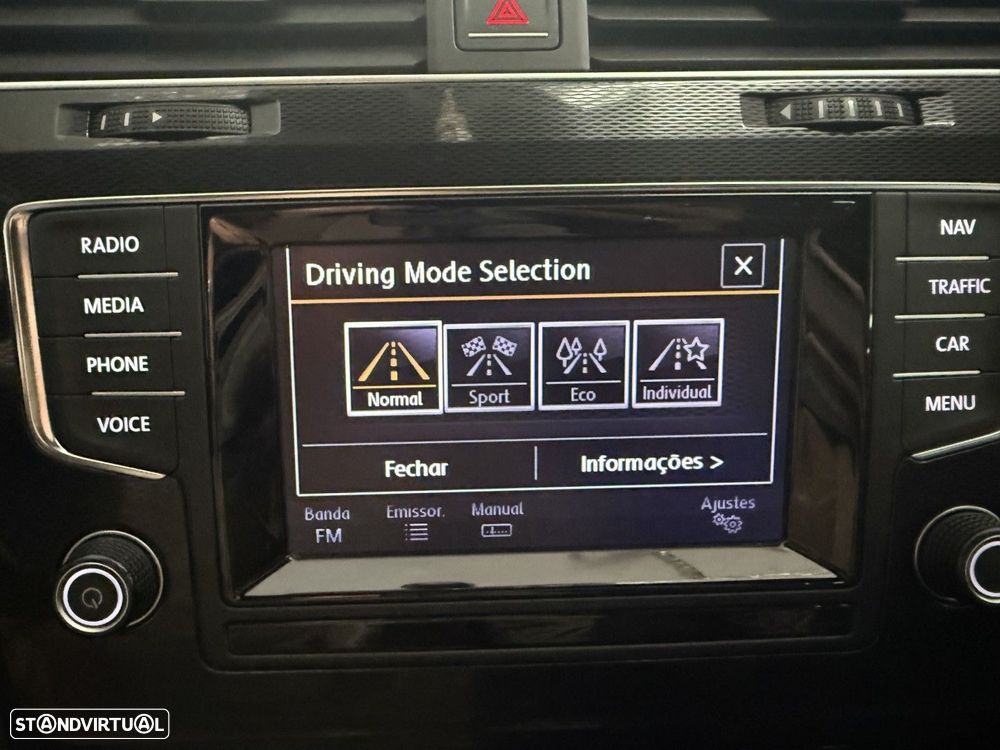 RADIO
MEDIA
PHONE
VOICE
Driving Mode Selection
X
Normal
Sport
Eco
Individual
Fechar
Informações >
Banda
FM
Emissor.
Manual
Ajustes
NAV
TRAFFIC
CAR
MENU
STANDVIRTUAL